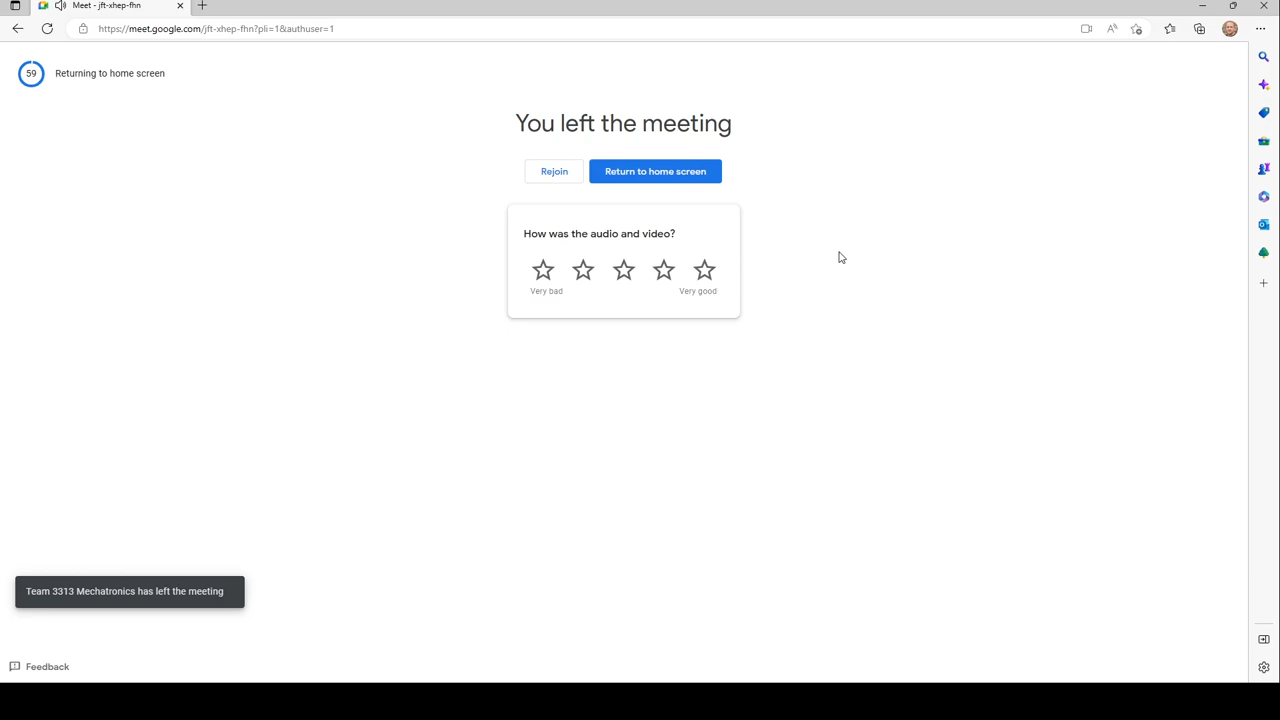 Meet - jft-xhep-fhn
https://meet.google.com/jft-xhep-fhn?pli=1&authuser=1
59
Returning to home screen
You left the meeting
Rejoin
Return to home screen
How was the audio and video?
Very bad
Very good
Team 3313 Mechatronics has left the meeting
Feedback